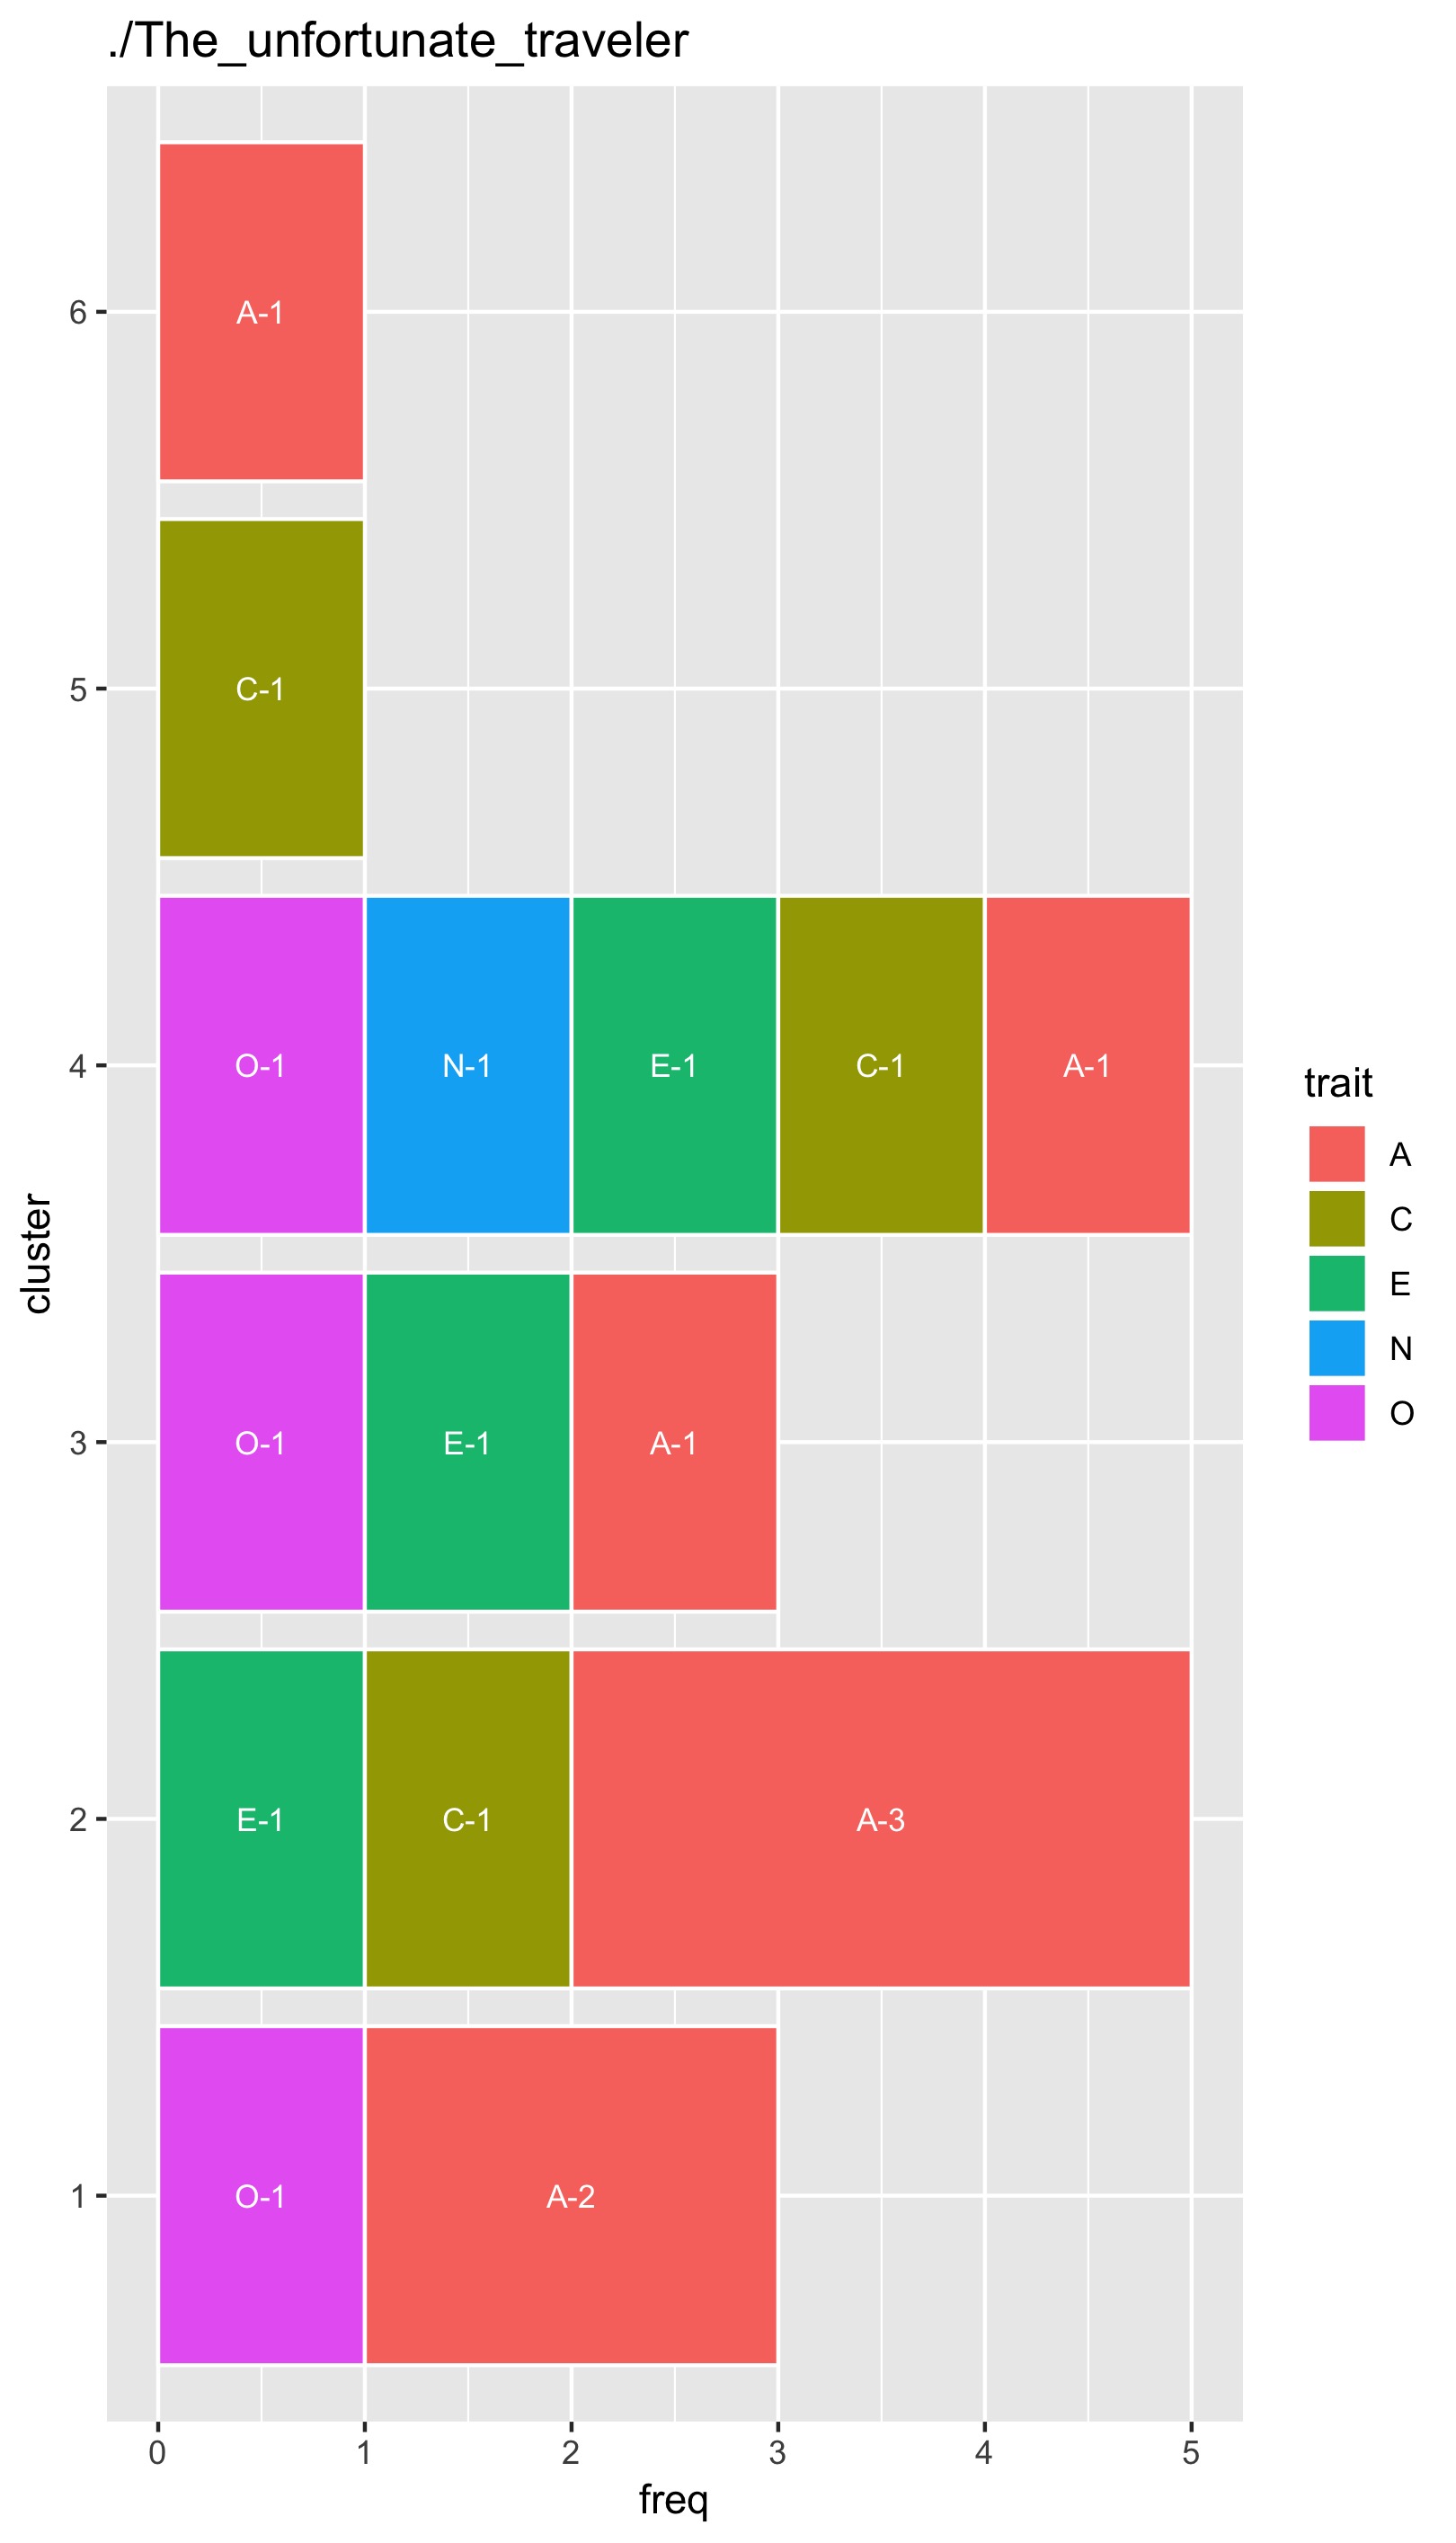 ./The_unfortunate_traveler
6
A-1
5
C-1
4
O-1 N-1 E-1 C-1 A-1
3
O-1 E-1 A-1
2
E-1 C-1 A-3
1
O-1 A-2
0 1 2 3 4 5
freq
cluster
trait
A
C
E
N
O